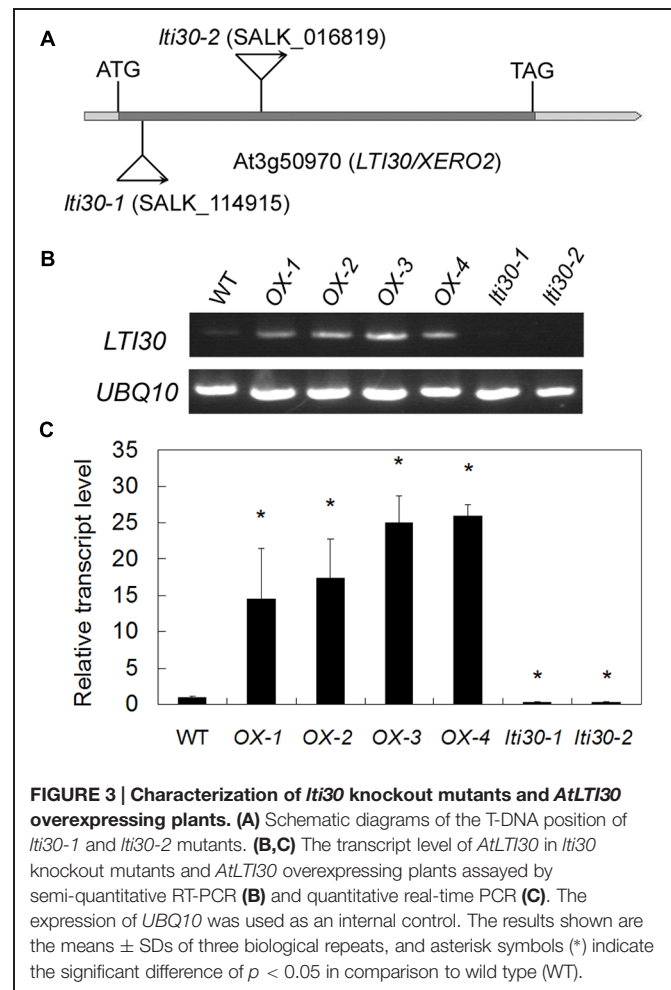 A
lti30-2 (SALK_016819)
ATG
TAG
At3g50970 (LTI30/XERO2)
lti30-1 (SALK_114915)
B
WT OX-1 OX-2 OX-3 OX-4 lti30-1 lti30-2
LTI30
UBQ10
C
Relative transcript level
35
30
25
20
15
10
5
0
* * * * * *
WT OX-1 OX-2 OX-3 OX-4 lti30-1 lti30-2
FIGURE 3 | Characterization of lti30 knockout mutants and AtLTI30
overexpressing plants. (A) Schematic diagrams of the T-DNA position of
lti30-1 and lti30-2 mutants. (B,C) The transcript level of AtLTI30 in lti30
knockout mutants and AtLTI30 overexpressing plants assayed by
semi-quantitative RT-PCR (B) and quantitative real-time PCR (C). The
expression of UBQ10 was used as an internal control. The results shown are
the means ± SDs of three biological repeats, and asterisk symbols (*) indicate
the significant difference of p < 0.05 in comparison to wild type (WT).